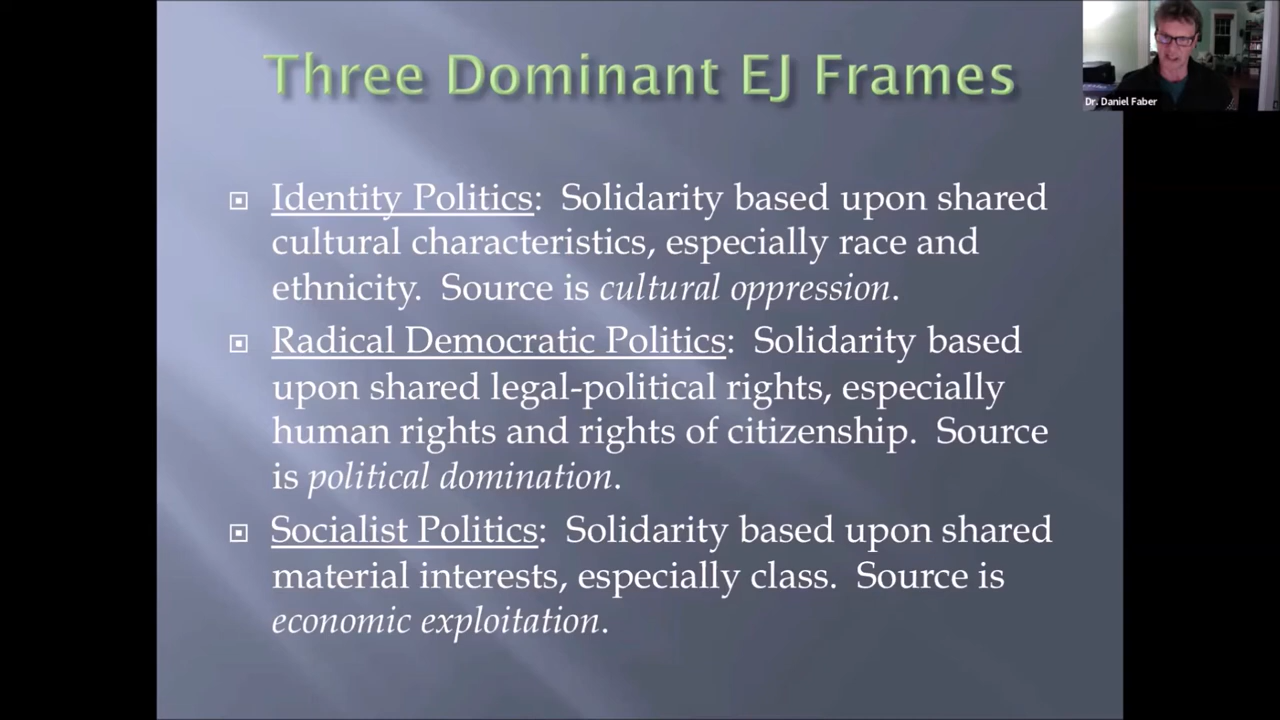 Three Dominant EJ Frames
Dr. Daniel Faber
Identity Politics: Solidarity based upon shared
cultural characteristics, especially race and
ethnicity. Source is cultural oppression.
Radical Democratic Politics: Solidarity based
upon shared legal-political rights, especially
human rights and rights of citizenship. Source
is political domination.
Socialist Politics: Solidarity based upon shared
material interests, especially class. Source is
economic exploitation.